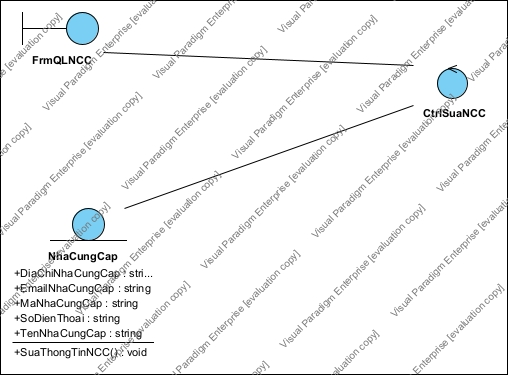 FrmQLNCC
CtrlSuaNCC
NhaCungCap
+DiaChiNhaCungCap : stri...
+EmailNhaCungCap : string
+MaNhaCungCap : string
+SoDienThoai : string
+TenNhaCungCap : string
+SuaThongTinNCC() : void
Visual Paradigm Enterprise [evaluation copy]